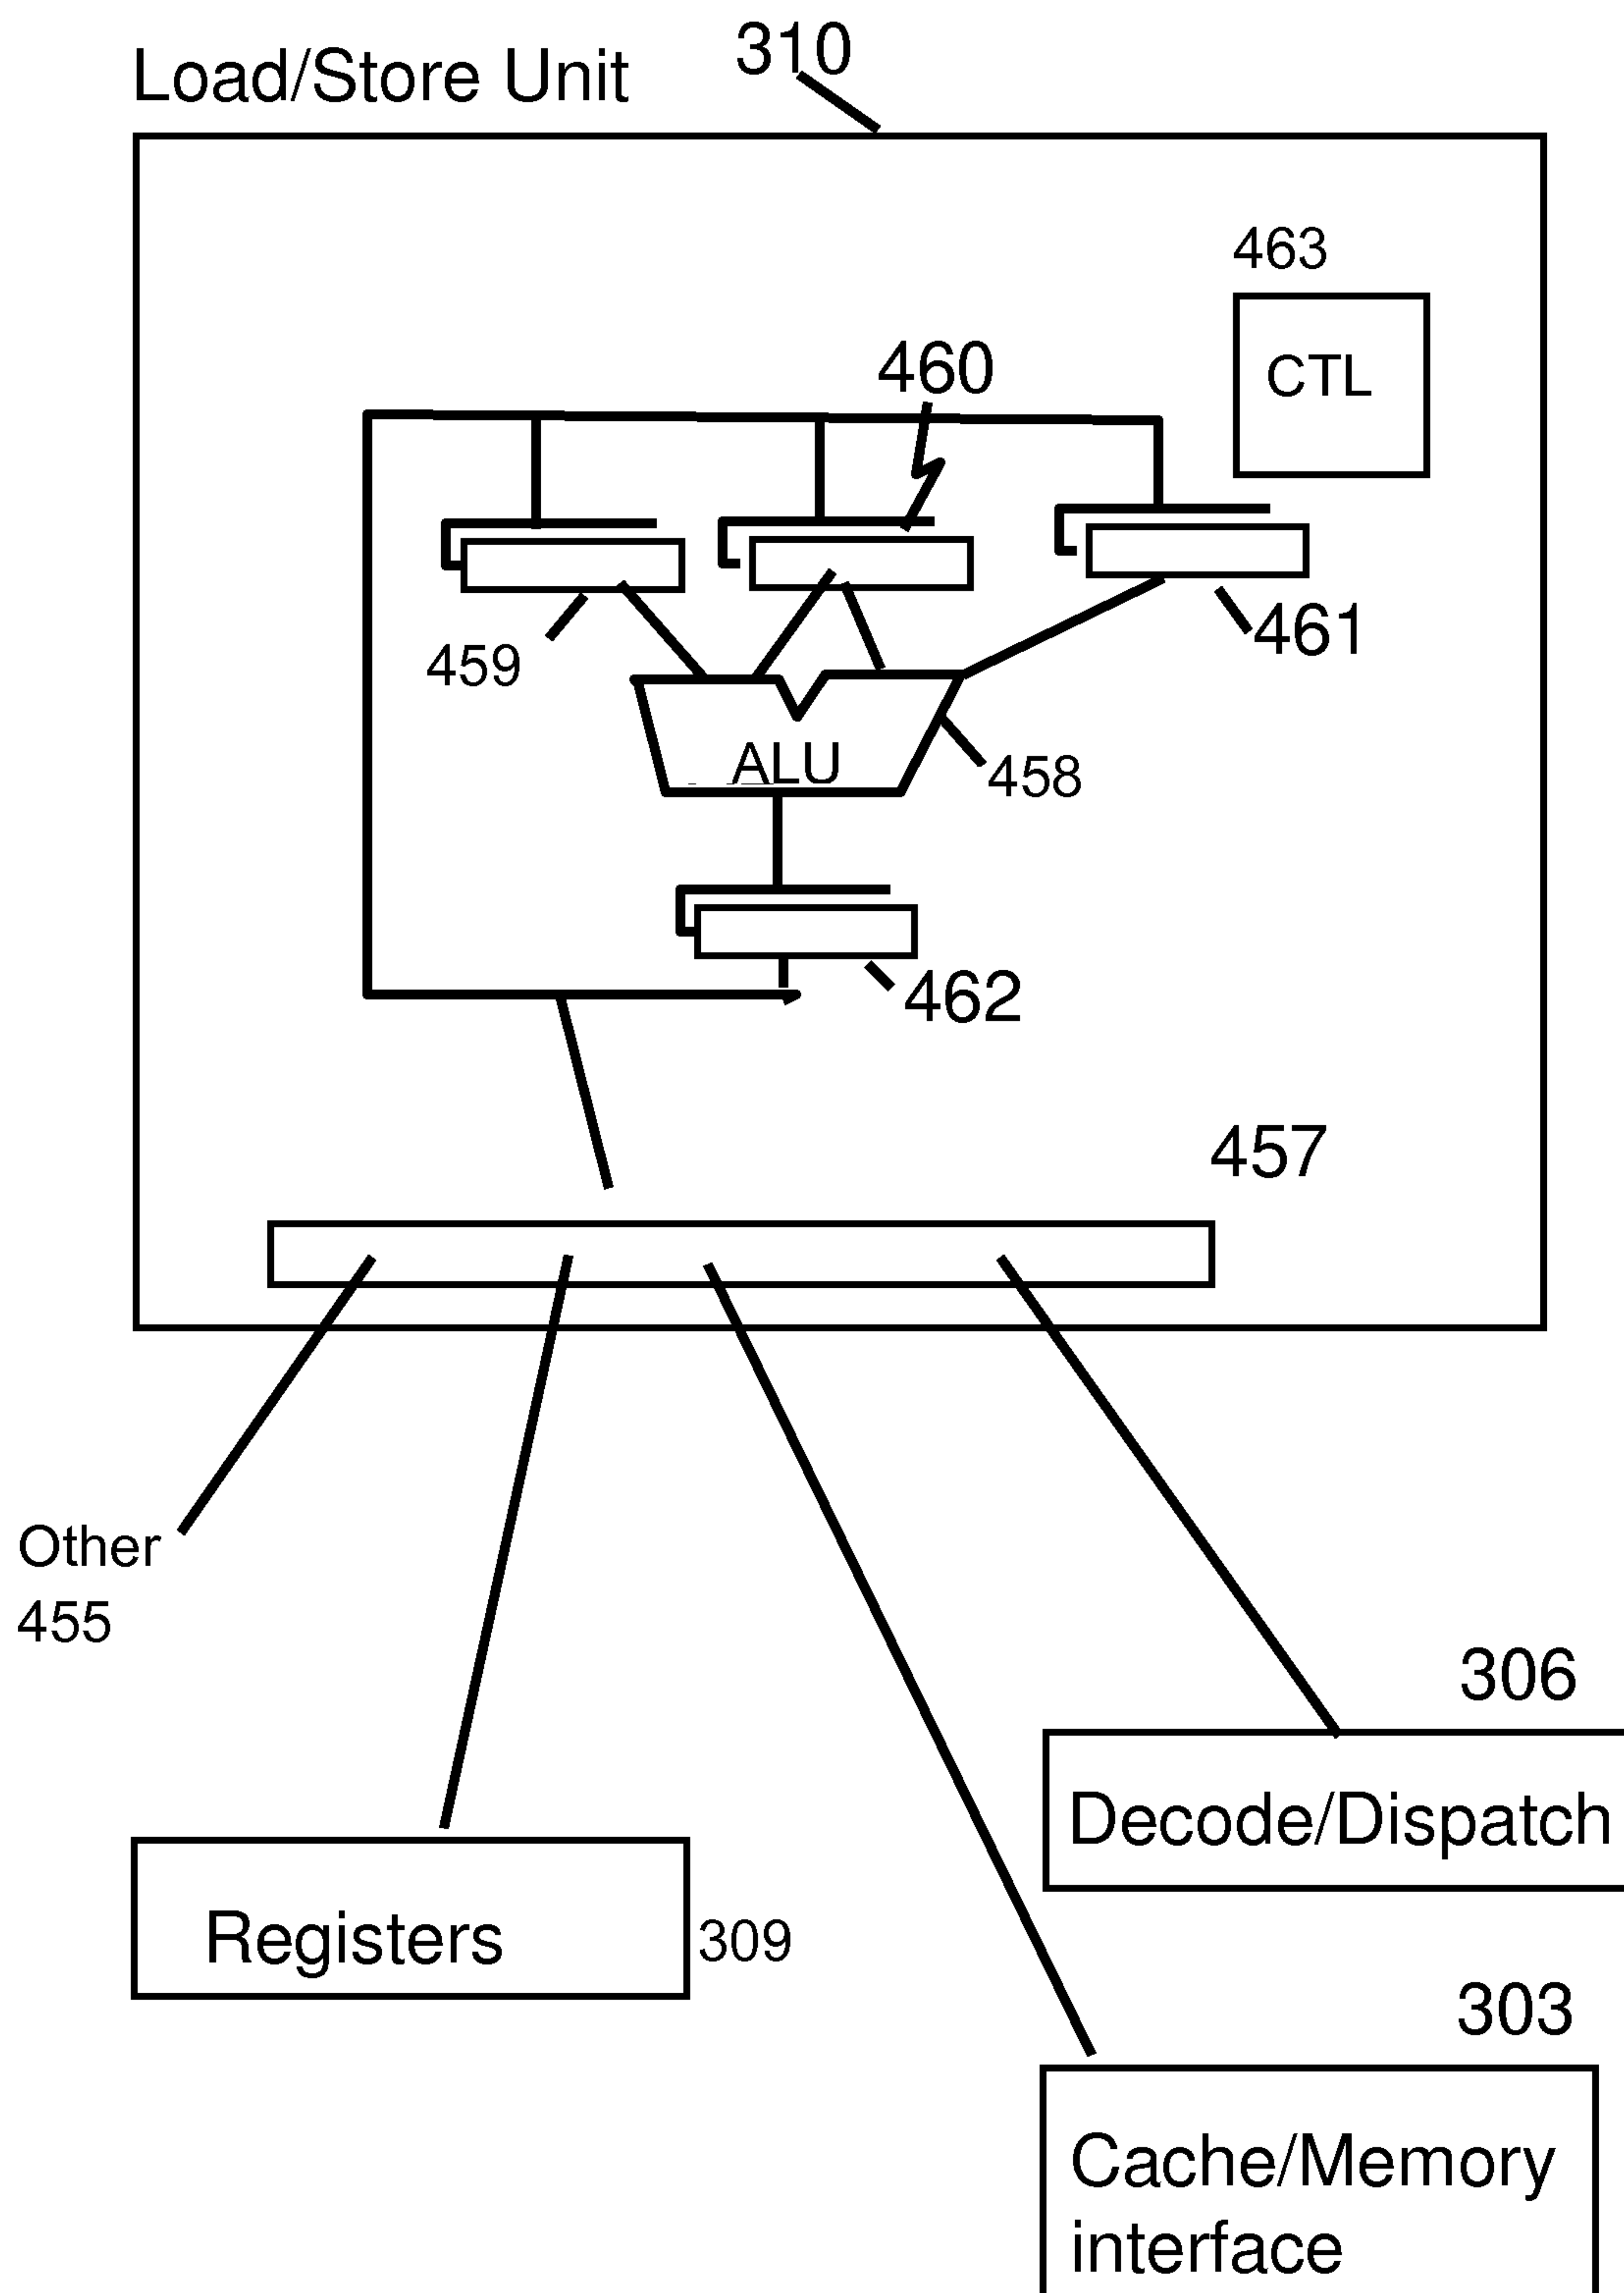 Load/Store Unit
310
463
CTL
460
459
461
ALU
458
462
457
Other
455
306
Decode/Dispatch
Registers
309
303
Cache/Memory
interface